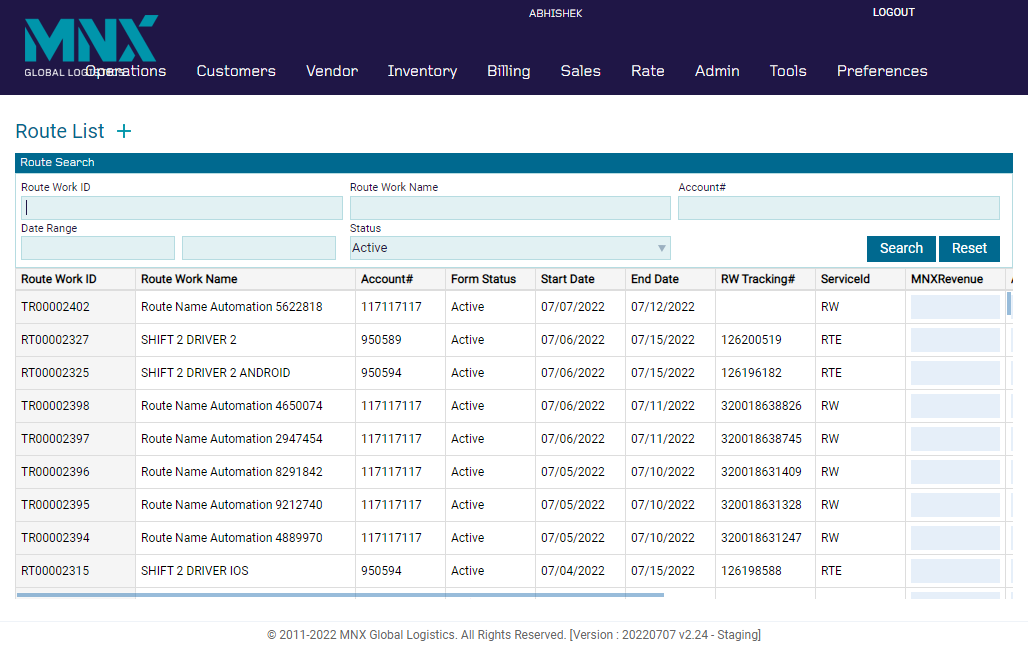 ABHISHEK LOGOUT
MNX
GLOBAL LOGISTICS
Operations Customers Vendor Inventory Billing Sales Rate Admin Tools Preferences
Route List +
Route Search
Route Work ID Route Work Name Account#
Date Range Status
Active Search Reset
Route Work ID Route Work Name Account# Form Status Start Date End Date RW Tracking# ServiceId MNXRevenue
TR00002402 Route Name Automation 5622818 117117117 Active 07/07/2022 07/12/2022 RW
RT00002327 SHIFT 2 DRIVER 2 950589 Active 07/06/2022 07/15/2022 126200519 RTE
RT00002325 SHIFT 2 DRIVER 2 ANDROID 950594 Active 07/06/2022 07/15/2022 126196182 RTE
TR00002398 Route Name Automation 4650074 117117117 Active 07/06/2022 07/11/2022 320018638826 RW
TR00002397 Route Name Automation 2947454 117117117 Active 07/06/2022 07/11/2022 320018638745 RW
TR00002396 Route Name Automation 8291842 117117117 Active 07/05/2022 07/10/2022 320018631409 RW
TR00002395 Route Name Automation 9212740 117117117 Active 07/05/2022 07/10/2022 320018631328 RW
TR00002394 Route Name Automation 4889970 117117117 Active 07/05/2022 07/10/2022 320018631247 RW
RT00002315 SHIFT 2 DRIVER IOS 950594 Active 07/04/2022 07/15/2022 126198588 RTE
© 2011-2022 MNX Global Logistics. All Rights Reserved. [Version : 20220707 v2.24 - Staging]